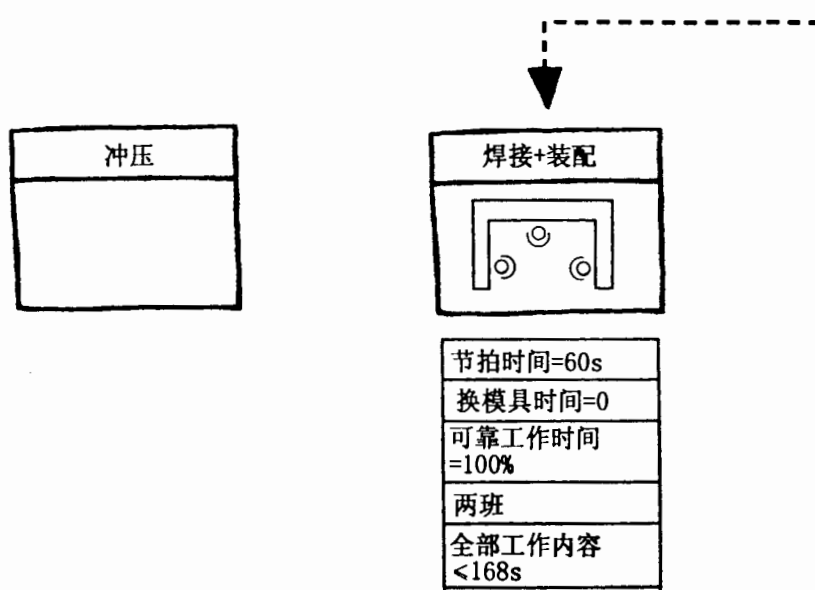 冲压
焊接+装配
节拍时间=60s
换模具时间=0
可靠工作时间
=100%
两班
全部工作内容
<168s